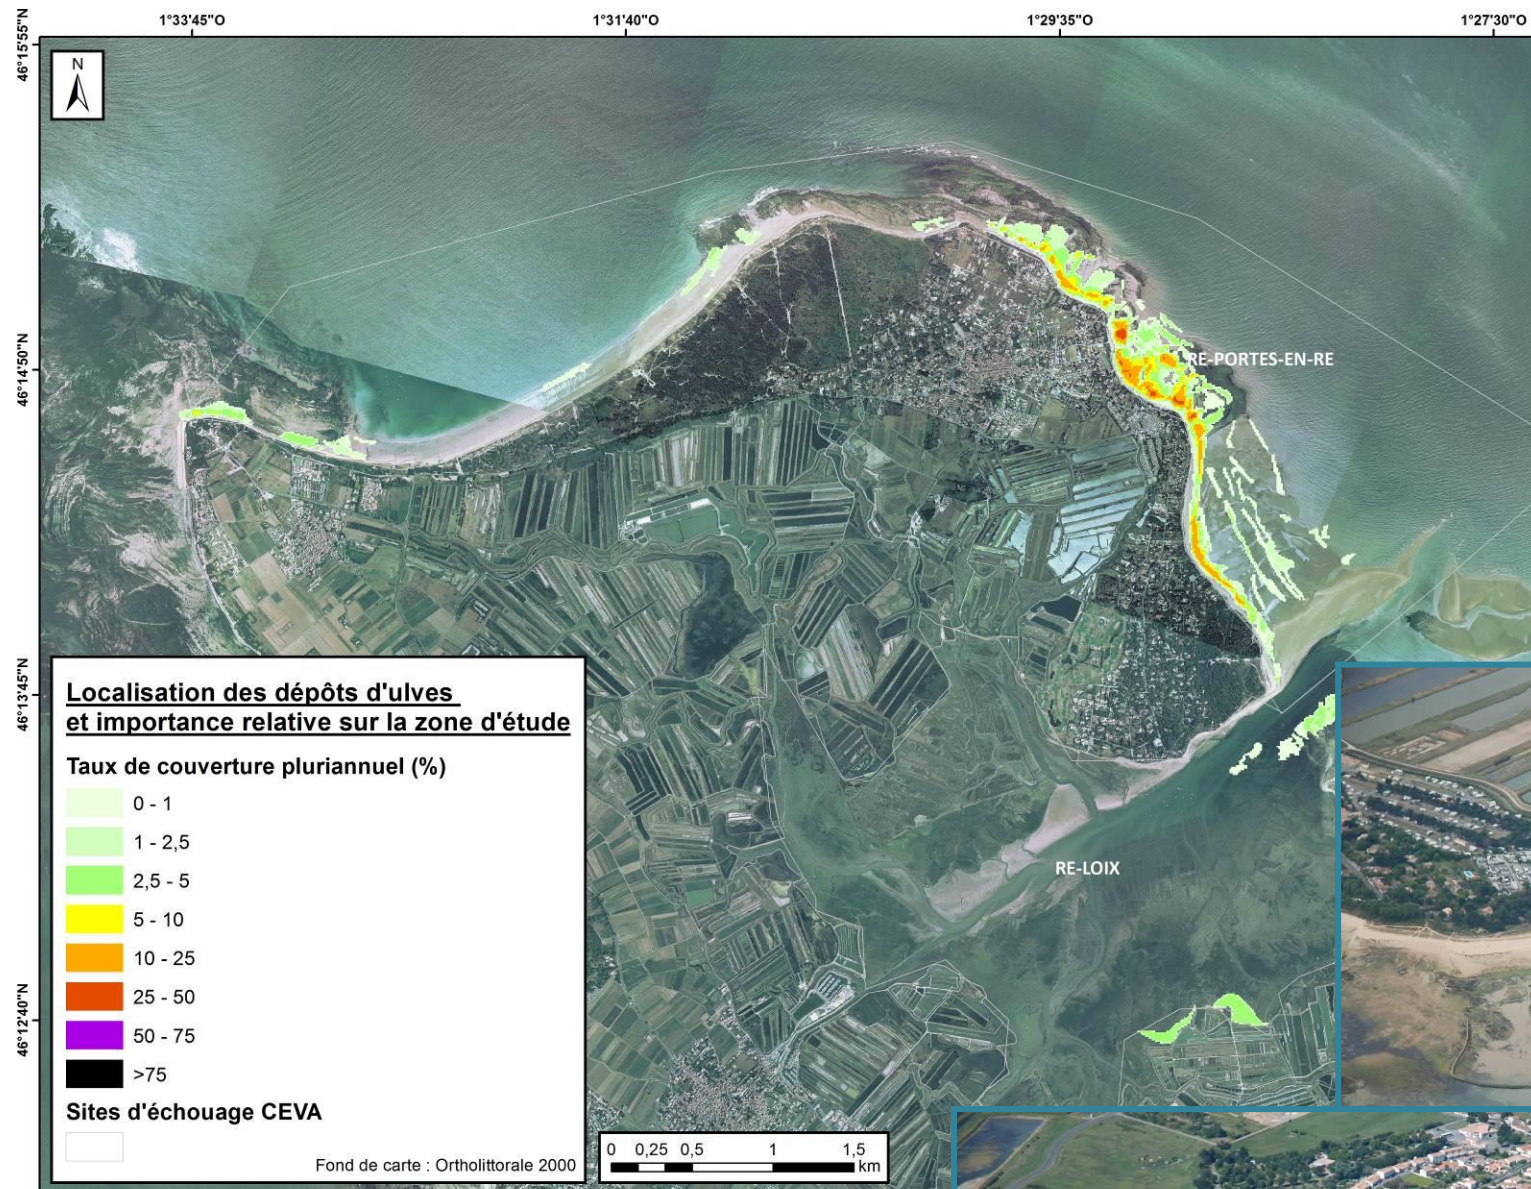 1°33'45"O
1°31'40"O
1°29'35"O
1°27'30"O
46°15'55"N
N
46°14'50"N
RE-PORTES-EN-RE
46°13'45"N
Localisation des dépôts d'ulves
et importance relative sur la zone d'étude
Taux de couverture pluriannuel (%)
0 - 1
1 - 2,5
2,5 - 5
5 - 10
10 - 25
25 - 50
50 - 75
>75
RE-LOIX
46°12'40"N
Sites d'échouage CEVA
Fond de carte : Ortholittorale 2000
0 0,25 0,5 1 1,5
km